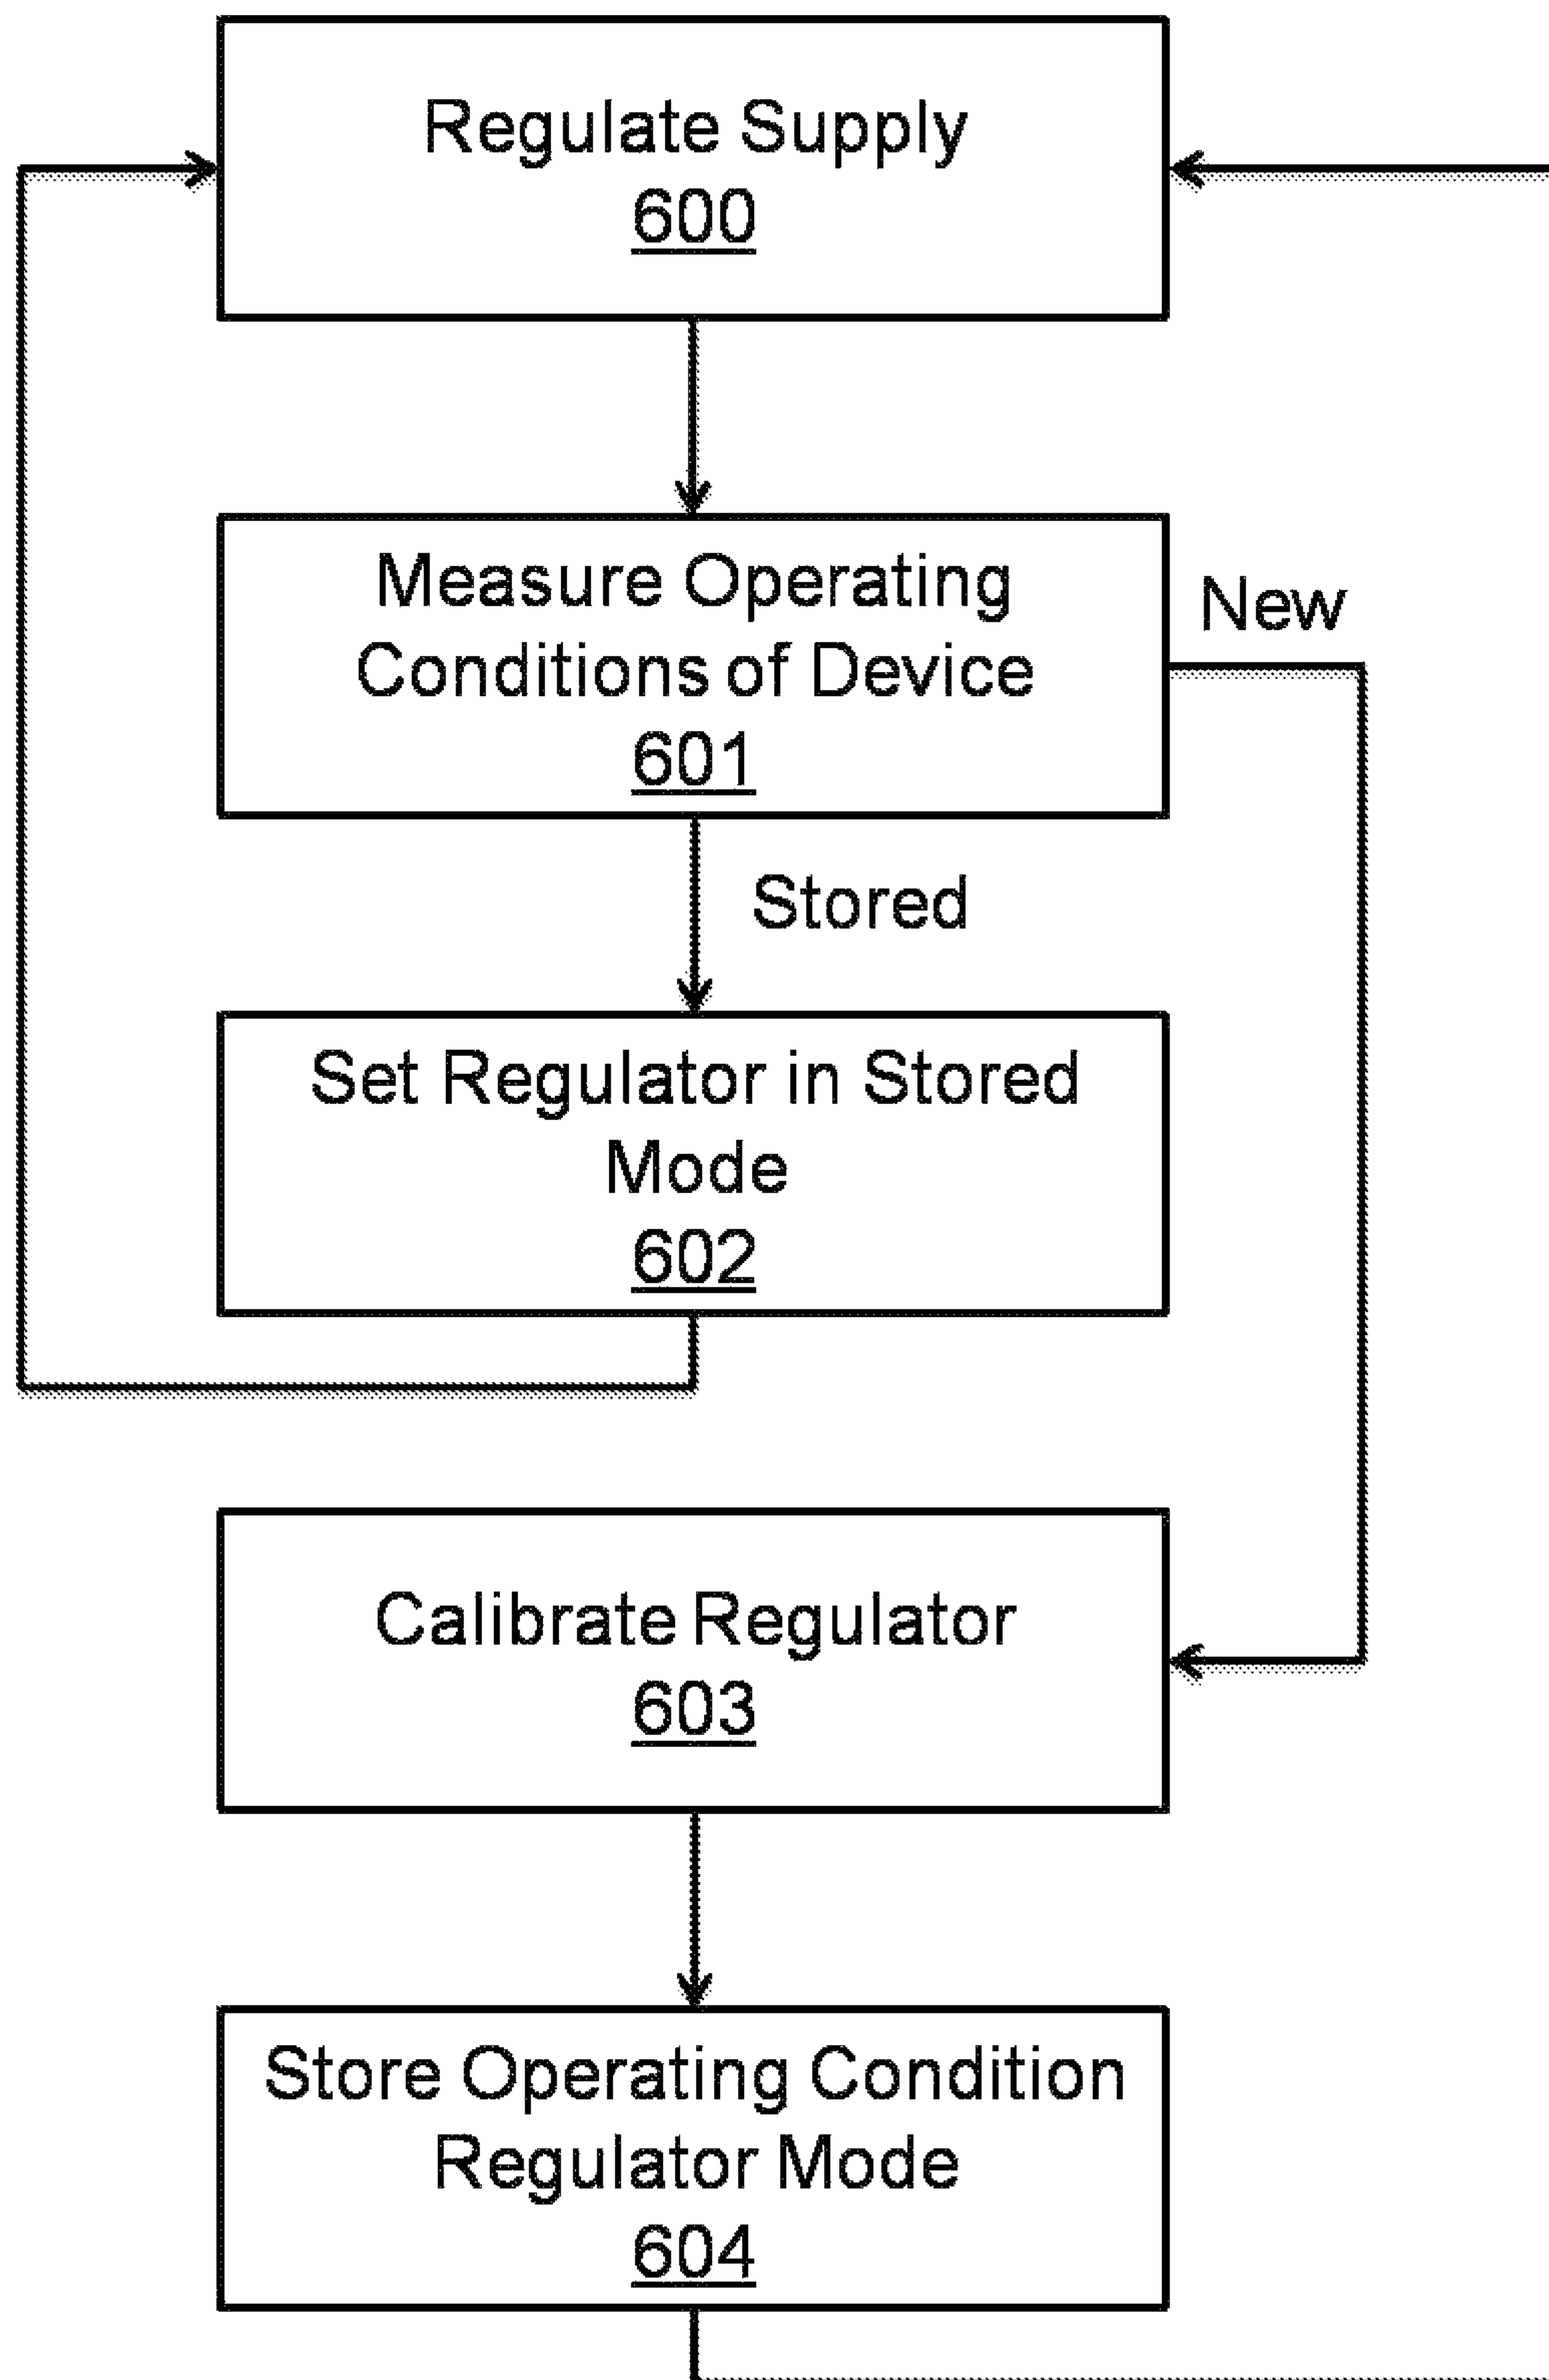 Regulate Supply
600
Measure Operating
Conditions of Device
601
New
Stored
Set Regulator in Stored
Mode
602
Calibrate Regulator
603
Store Operating Condition
Regulator Mode
604